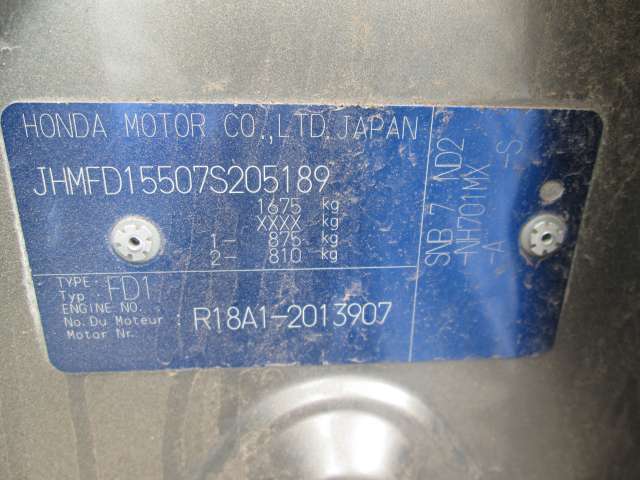 HONDA MOTOR CO.,LTD.JAPAN
JHMFD15507S205189
1675 kg
XXXX kg
1- 875 kg
2- 810 kg
TYPE: FD1
Typ
ENGINE NO.
No. Du Moteur : R18A1-2013907
Motor Nr.
SNB 7 ND2
-NH701MX -S
-A